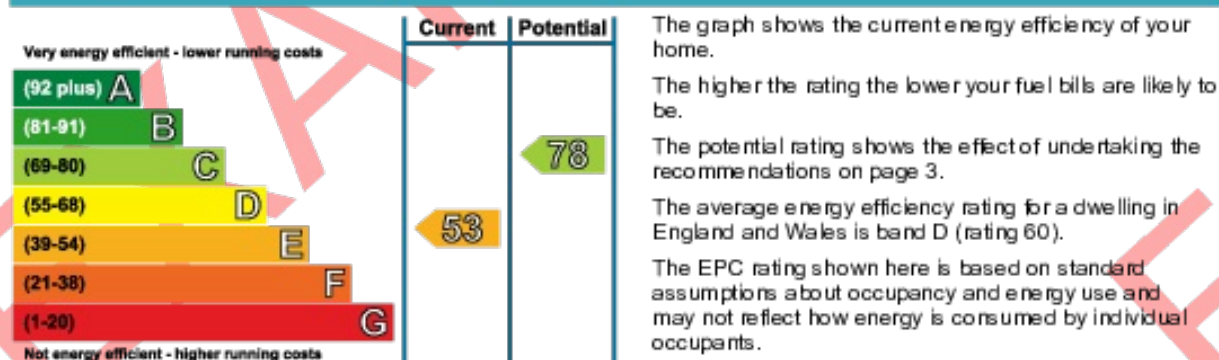 Current Potential
Very energy efficient - lower running costs
(92 plus) A
(81-91) B
(69-80) C
78
(55-68) D
53
(39-54) E
(21-38) F
(1-20) G
Not energy efficient - higher running costs
The graph shows the current energy efficiency of your
home.
The higher the rating the lower your fuel bills are likely to
be.
The potential rating shows the effect of undertaking the
recommendations on page 3.
The average energy efficiency rating for a dwelling in
England and Wales is band D (rating 60).
The EPC rating shown here is based on standard
assumptions about occupancy and energy use and
may not reflect how energy is consumed by individual
occupants.